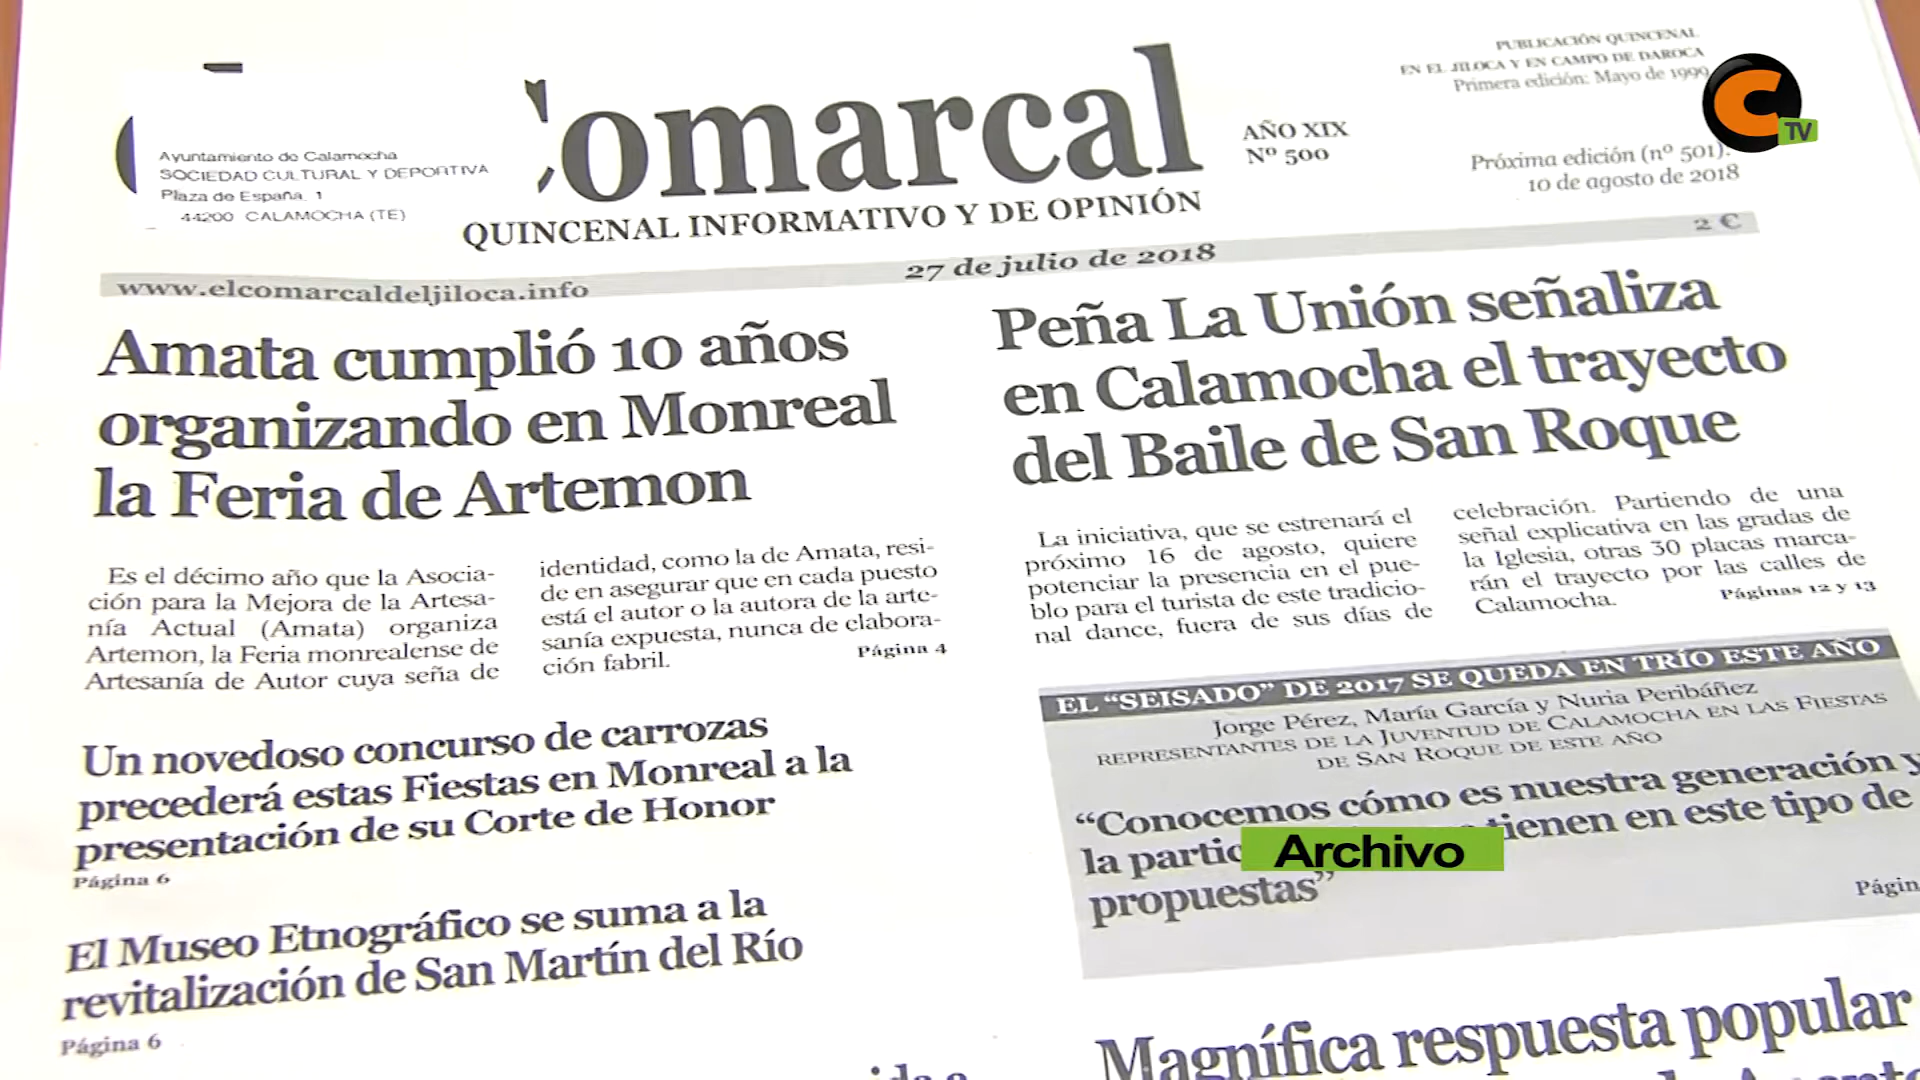 Comarcal
QUINCENAL INFORMATIVO Y DE OPINIÓN
Ayuntamiento de Calamocha
SOCIEDAD CULTURAL Y DEPORTIVA
Plaza de España, 1
44200 CALAMOCHA (TE)
AÑO XIX
Nº 500
PUBLICACIÓN QUINCENAL
EN EL JILOCA Y EN CAMPO DE DAROCA
Primera edición: Mayo de 1999
Próxima edición (nº 501):
10 de agosto de 2018
C TV
www.elcomarcaldeljiloca.info
27 de julio de 2018
2 €
Amata cumplió 10 años
organizando en Monreal
la Feria de Artemon
Es el décimo año que la Asocia-
ción para la Mejora de la Artesa-
nía Actual (Amata) organiza
Artemon, la Feria monrealense de
Artesanía de Autor cuya seña de
identidad, como la de Amata, resi-
de en asegurar que en cada puesto
está el autor o la autora de la arte-
sanía expuesta, nunca de elabora-
ción fabril.
Página 4
Un novedoso concurso de carrozas
precederá estas Fiestas en Monreal a la
presentación de su Corte de Honor
Página 6
El Museo Etnográfico se suma a la
revitalización de San Martín del Río
Página 6
Peña La Unión señaliza
en Calamocha el trayecto
del Baile de San Roque
La iniciativa, que se estrenará el
próximo 16 de agosto, quiere
potenciar la presencia en el pue-
blo para el turista de este tradicio-
nal dance, fuera de sus días de
celebración. Partiendo de una
señal explicativa en las gradas de
la Iglesia, otras 30 placas marca-
rán el trayecto por las calles de
Calamocha.
Páginas 12 y 13
EL "SEISADO" DE 2017 SE QUEDA EN TRÍO ESTE AÑO
Jorge Pérez, María García y Nuria Peribáñez
REPRESENTANTES DE LA JUVENTUD DE CALAMOCHA EN LAS FIESTAS
DE SAN ROQUE DE ESTE AÑO
“Conocemos cómo es nuestra generación y
la partic tienen en este tipo de
propuestas”
Archivo
Págin
Magnífica respuesta popular